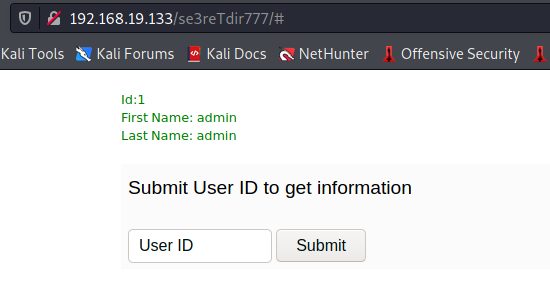 192.168.19.133/se3reTdir777/#
Kali Tools Kali Forums Kali Docs NetHunter Offensive Security
Id:1
First Name: admin
Last Name: admin
Submit User ID to get information
User ID Submit